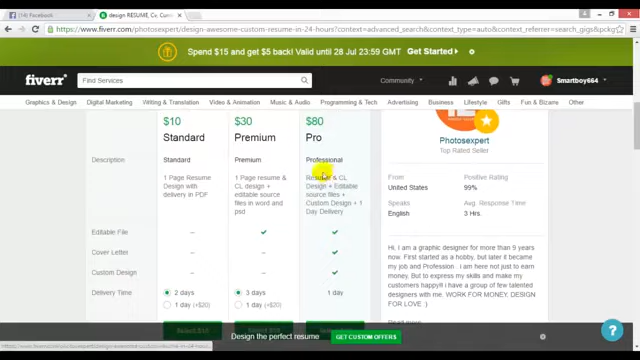 (14) Facebook
design RESUME, Cv, Cu
https://www.fiverr.com/photosexpert/design-awesome-custom-resume-in-24-hours?context=advanced_search&context_type=auto&context_referrer=search_gigs&pckg
Spend $15 and get $5 back! Valid until 28 Jul 23:59 GMT Get Started
fiverr Find Services Community Smartboy664
Graphics & Design Digital Marketing Writing & Translation Video & Animation Music & Audio Programming & Tech Advertising Business Lifestyle Gifts Fun & Bizarre Other
$10 $30 $80
Standard Premium Pro
Description Standard Premium Professional
1 Page Resume Design with delivery in PDF
1 Page resume & CL design + editable source files in word and psd
Resume & CL Design + Editable source files + Custom Design + 1 Day Delivery
Editable File
Cover Letter
Custom Design
Delivery Time 2 days 3 days 1 day
1 day (+$20) 1 day (+$20)
Photosexpert
Top Rated Seller
From Positive Rating
United States 99%
Speaks Avg. Response Time
English 3 Hrs.
Hi, I am a graphic designer for more than 9 years
now. First started as a hobby, but later it became
my job and Profession. I am here not just to earn
money. But to express my skills and make my
customers happy!! i have a group of few talented
designers with me. WORK FOR MONEY, DESIGN
FOR LOVE :)
Read more
Design the perfect resume GET CUSTOM OFFERS
?